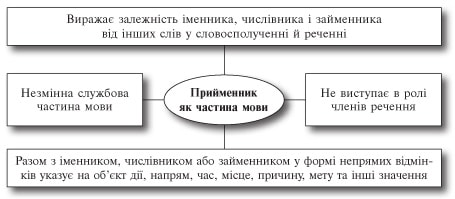 Виражає залежність іменника, числівника і займенника
від інших слів у словосполученні й реченні
Незмінна службова
частина мови
Прийменник
як частина мови
Не виступає в ролі
членів речення
Разом з іменником, числівником або займенником у формі непрямих відмін-
ків указує на об’єкт дії, напрям, час, місце, причину, мету та інші значення